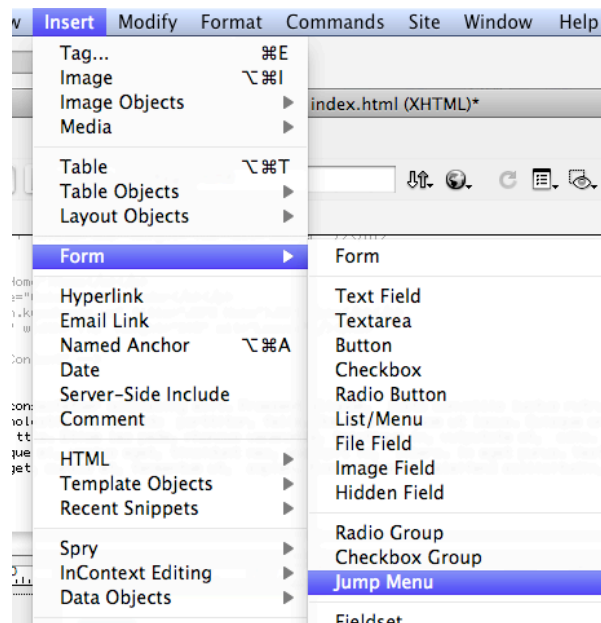 w Insert Modify Format Commands Site Window Help
Tag... ⌘E
Image ⌥⌘I
Image Objects
index.html (XHTML)*
Media
Table ⌥⌘T
Table Objects
Layout Objects
Form
Form
Hyperlink
Email Link
Named Anchor ⌥⌘A
Date
Server-Side Include
Comment
HTML
Template Objects
Recent Snippets
Spry
InContext Editing
Data Objects
Text Field
Textarea
Button
Checkbox
Radio Button
List/Menu
File Field
Image Field
Hidden Field
Radio Group
Checkbox Group
Jump Menu
Fieldset